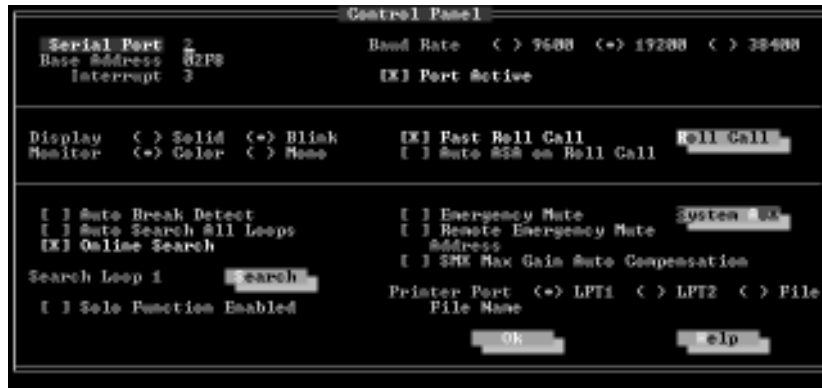 Control Panel
Serial Port 2 Baud Rate ( ) 9600 (•) 19200 ( ) 38400
Base Address 02F8
Interrupt 3 [X] Port Active
Display ( ) Solid (•) Blink [X] Fast Roll Call Roll Call
Monitor (•) Color ( ) Mono [ ] Auto ASA on Roll Call
[ ] Auto Break Detect [ ] Emergency Mute System AUX
[ ] Auto Search All Loops [ ] Remote Emergency Mute
[X] Online Search Address
[ ] SMX Max Gain Auto Compensation
Search Loop 1 Search
Printer Port (•) LPT1 ( ) LPT2 ( ) File
[ ] Solo Function Enabled File Name
Ok Help